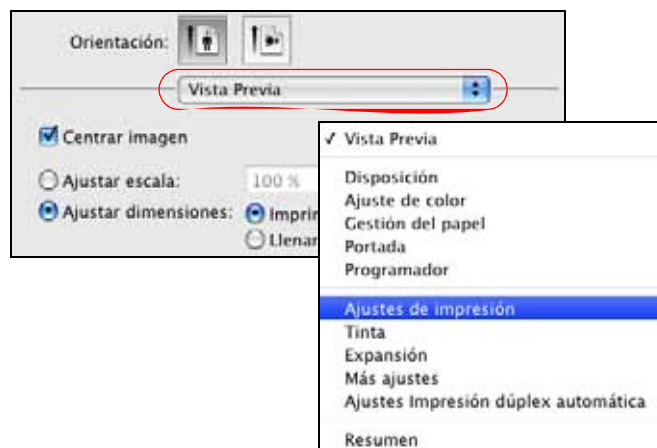 Orientación:
Vista Previa
Centrar imagen
Ajustar escala: 100 %
Ajustar dimensiones:
Llenar
✓ Vista Previa
Disposición
Ajuste de color
Gestión del papel
Portada
Programador
Ajustes de impresión
Tinta
Expansión
Más ajustes
Ajustes Impresión dúplex automática
Resumen